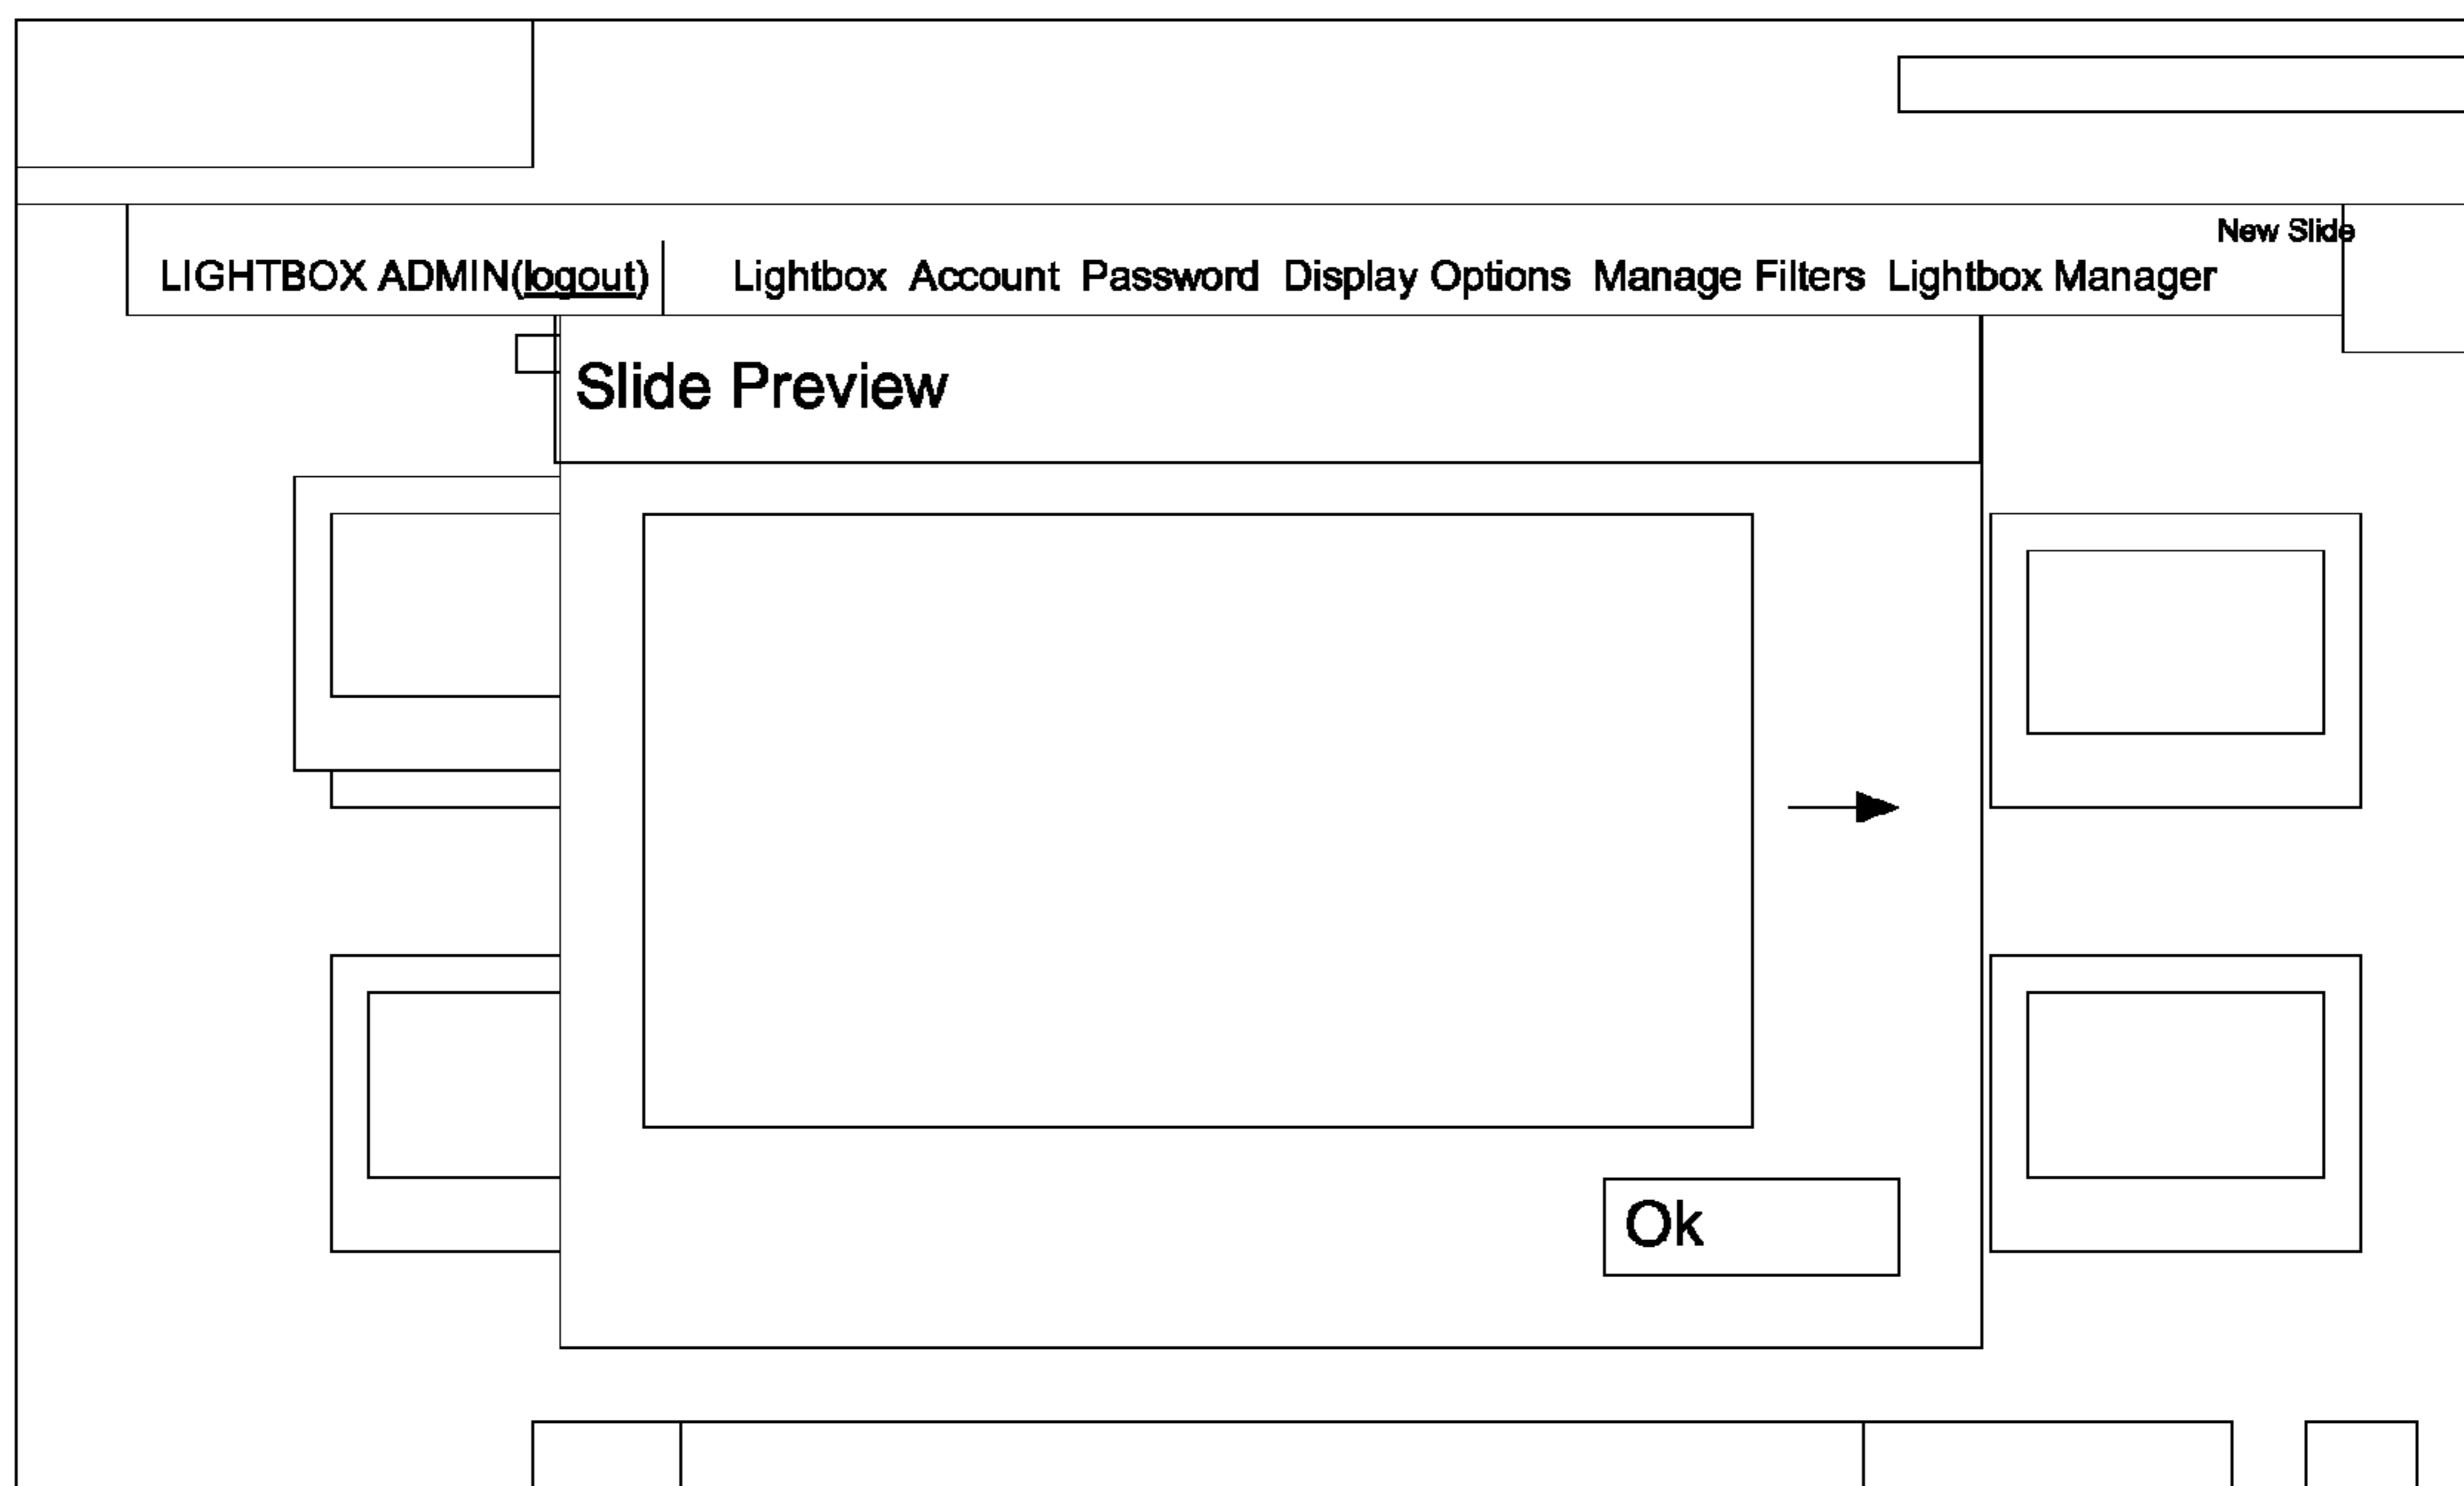 New Slide
LIGHTBOX ADMIN(logout) Lightbox Account Password Display Options Manage Filters Lightbox Manager
Slide Preview
Ok